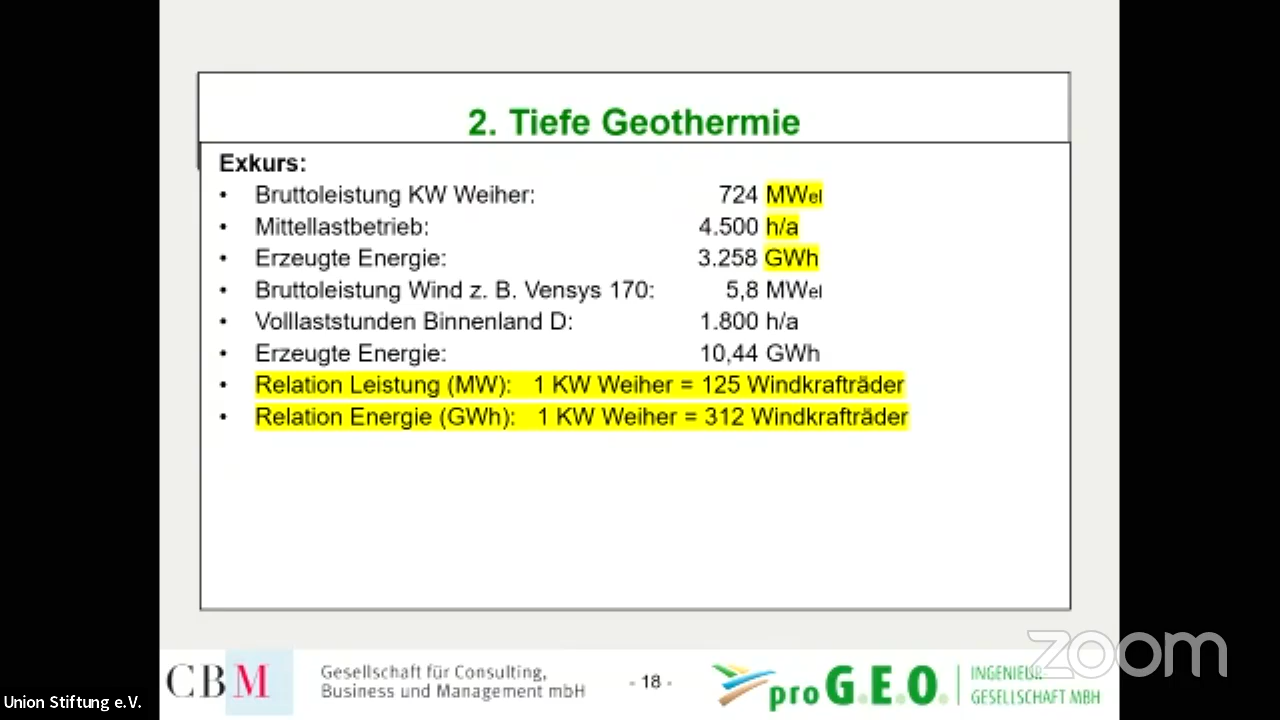 2. Tiefe Geothermie
Exkurs:
• Bruttoleistung KW Weiher: 724 MWel
• Mittellastbetrieb: 4.500 h/a
• Erzeugte Energie: 3.258 GWh
• Bruttoleistung Wind z. B. Vensys 170: 5,8 MWel
• Volllaststunden Binnenland D: 1.800 h/a
• Erzeugte Energie: 10,44 GWh
• Relation Leistung (MW): 1 KW Weiher = 125 Windkrafträder
• Relation Energie (GWh): 1 KW Weiher = 312 Windkrafträder
zoom
CBM
Gesellschaft für Consulting,
Business und Management mbH
- 18 -
pro G.E.O.
INGENIEUR
GESELLSCHAFT MBH
Union Stiftung e.V.